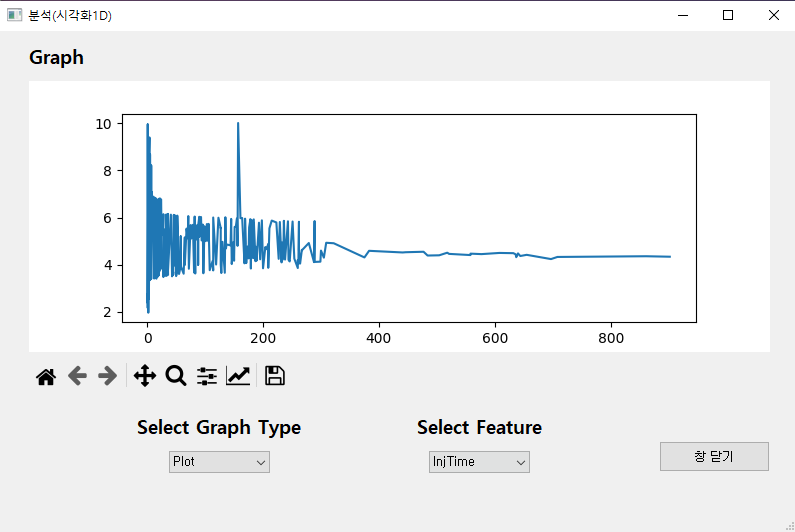 분석(시각화1D)
Graph
10
8
6
4
2
0 200 400 600 800
Select Graph Type Select Feature
Plot InjTime 창 닫기